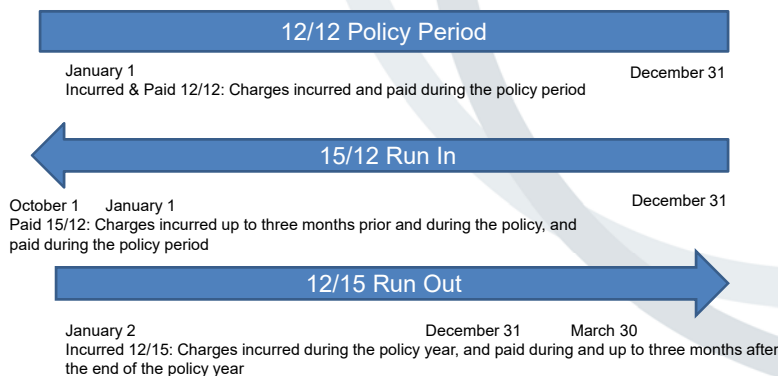 12/12 Policy Period
January 1 December 31
Incurred & Paid 12/12: Charges incurred and paid during the policy period
15/12 Run In
October 1 January 1 December 31
Paid 15/12: Charges incurred up to three months prior and during the policy, and
paid during the policy period
12/15 Run Out
January 2 December 31 March 30
Incurred 12/15: Charges incurred during the policy year, and paid during and up to three months after
the end of the policy year